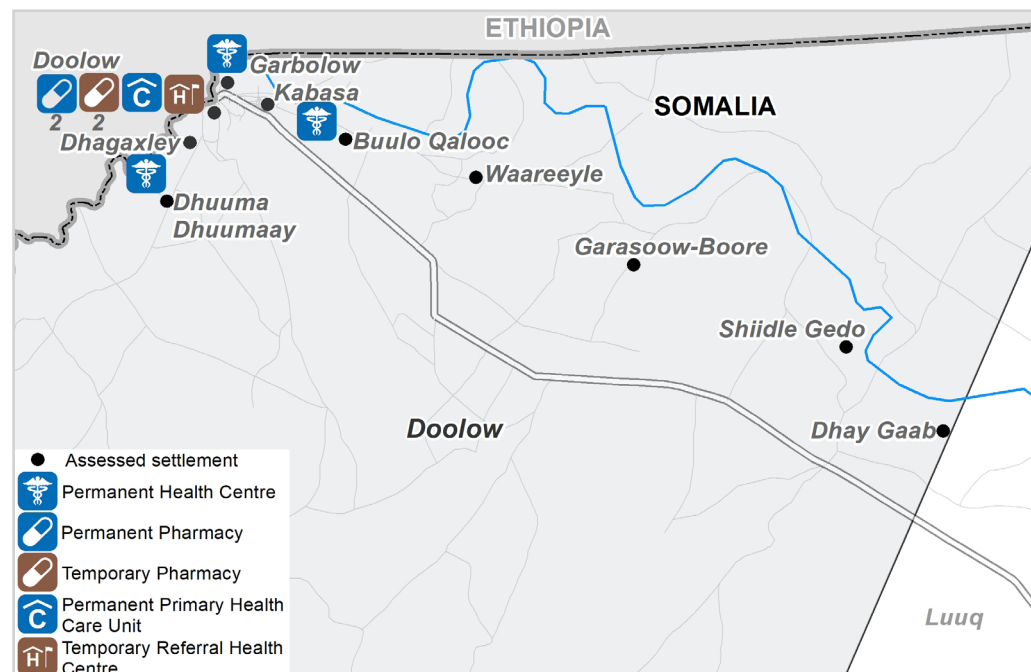 ETHIOPIA
Doolow
Garbolow
Kabasa
SOMALIA
C
H
2
2
Dhagaxley
Buulo Qalooc
Waareeyle
Dhuuma
Dhuumaay
Garasoow-Boore
Shiidle Gedo
Doolow
Dhay Gaab
Assessed settlement
Permanent Health Centre
Permanent Pharmacy
Temporary Pharmacy
C
Permanent Primary Health
Care Unit
Luuq
H
Temporary Referral Health
Centre